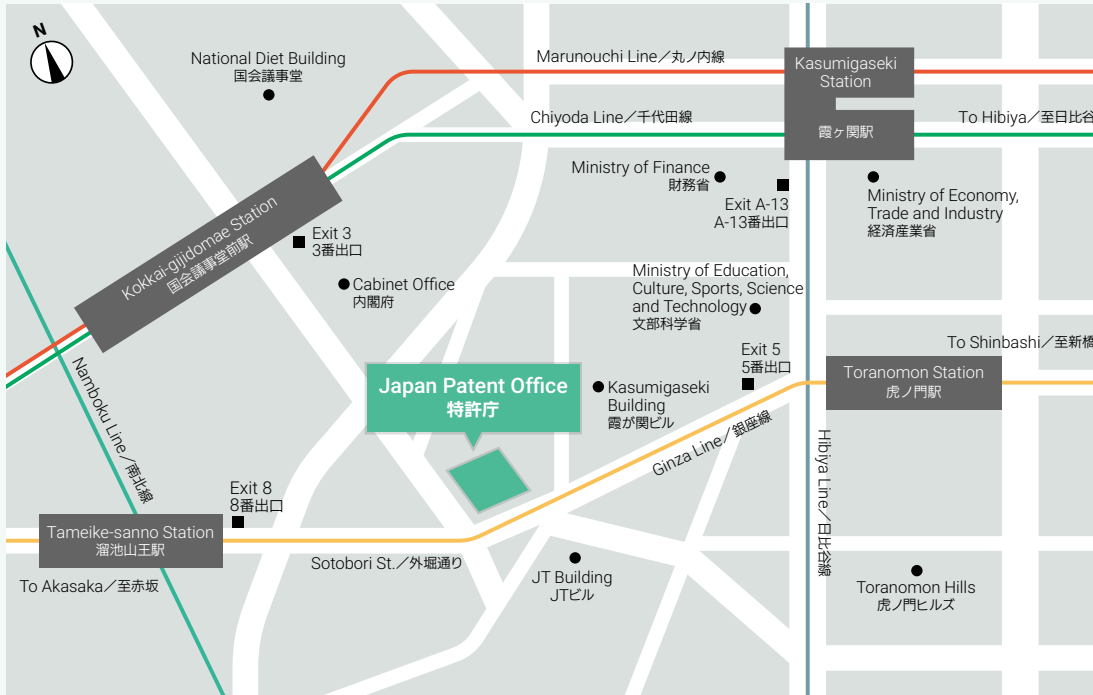 N
National Diet Building
国会議事堂
Marunouchi Line／丸ノ内線
Kasumigaseki
Station
霞ヶ関駅
Chiyoda Line／千代田線
To Hibiya／至日比谷
Ministry of Finance
財務省
Exit A-13
A-13番出口
Ministry of Economy,
Trade and Industry
経済産業省
Kokkai-gijidomae Station
国会議事堂前駅
Exit 3
3番出口
Cabinet Office
内閣府
Ministry of Education,
Culture, Sports, Science
and Technology
文部科学省
To Shinbashi／至新橋
Exit 5
5番出口
Toranomon Station
虎ノ門駅
Japan Patent Office
特許庁
Kasumigaseki
Building
霞が関ビル
Namboku Line／南北線
Ginza Line／銀座線
Hibiya Line／日比谷線
Exit 8
8番出口
Tameike-sanno Station
溜池山王駅
To Akasaka／至赤坂
Sotobori St.／外堀通り
JT Building
JTビル
Toranomon Hills
虎ノ門ヒルズ